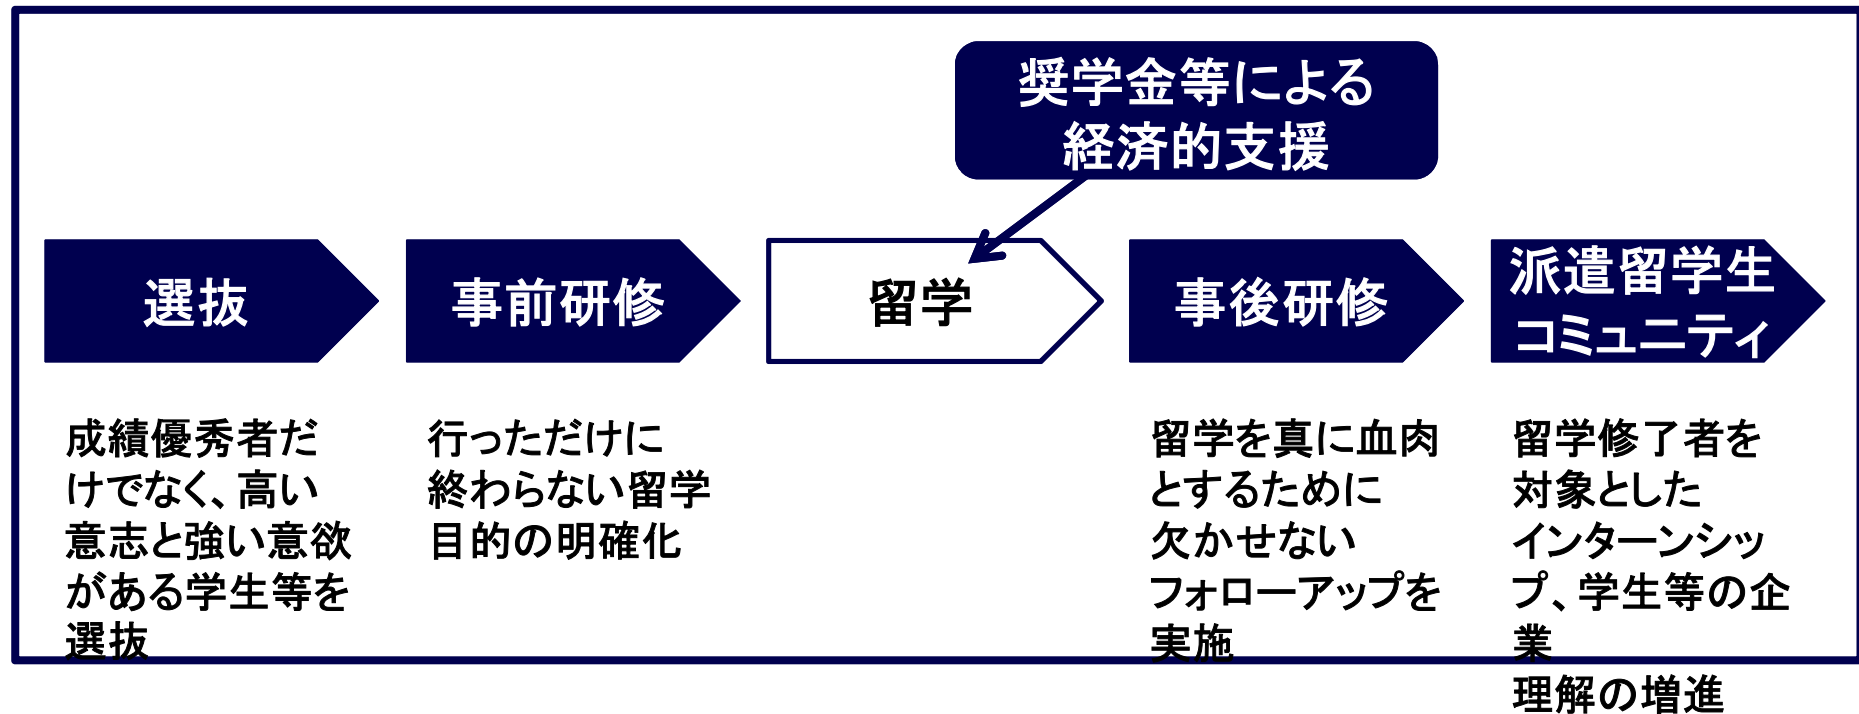 奨学金等による
経済的支援
選抜
事前研修
留学
事後研修
派遣留学生
コミュニティ
成績優秀者だ
けでなく、高い
意志と強い意欲
がある学生等を
選抜
行っただけに
終わらない留学
目的の明確化
留学を真に血肉
とするために
欠かせない
フォローアップを
実施
留学修了者を
対象とした
インターンシッ
プ、学生等の企
業
理解の増進